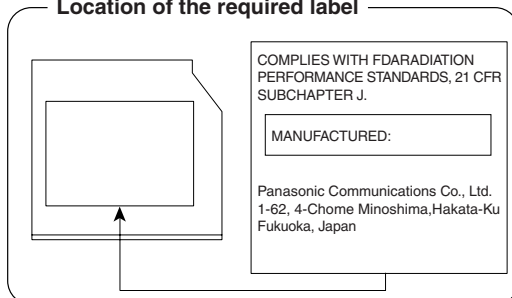 Location of the required label
COMPLIES WITH FDARADIATION
PERFORMANCE STANDARDS, 21 CFR
SUBCHAPTER J.
MANUFACTURED:
Panasonic Communications Co., Ltd.
1-62, 4-Chome Minoshima,Hakata-Ku
Fukuoka, Japan